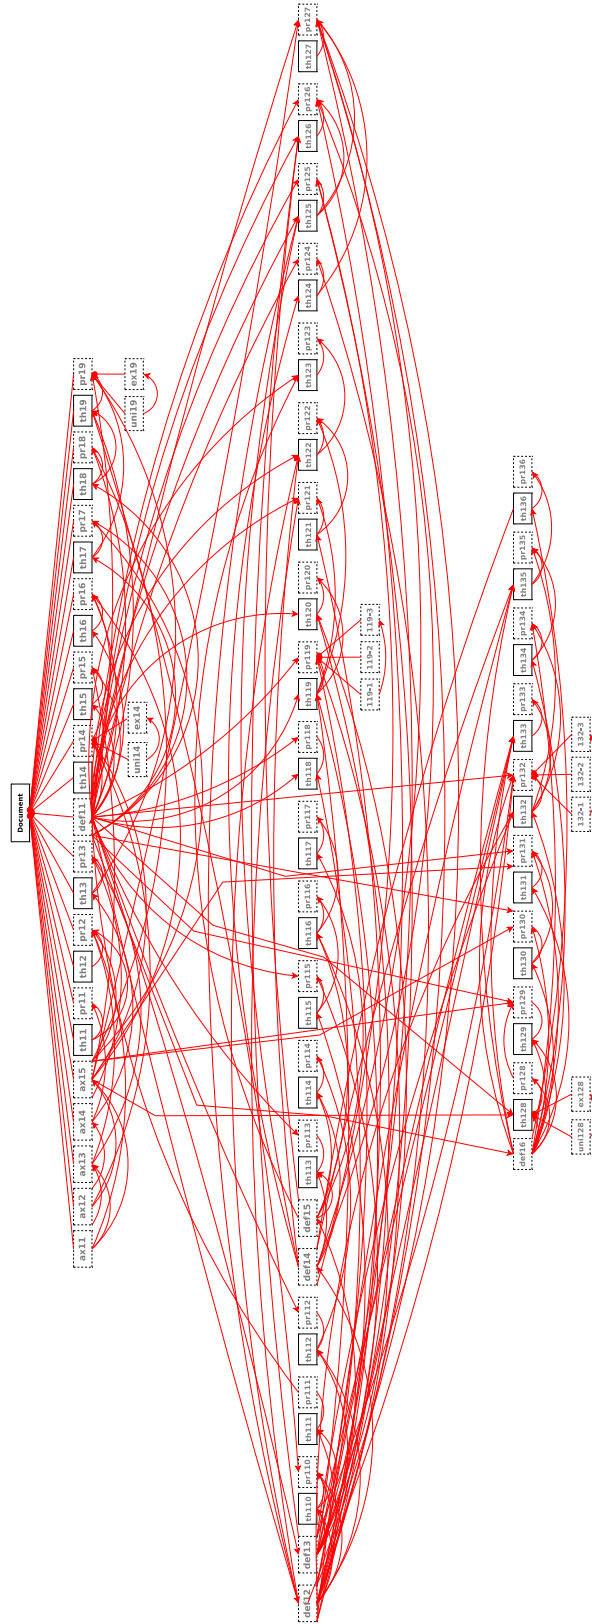 Document
pr19
th19
pr18
th18
pr17
th17
pr16
th16
pr15
th15
pr14
th14
def11
pr13
th13
pr12
th12
pr11
th11
ax15
ax14
ax13
ax12
ax11
ex19
uni19
ex14
uni14
pr127
th127
pr126
th126
pr125
th125
pr124
th124
pr123
th123
pr122
th122
pr121
th121
pr120
th120
pr119
th119
pr118
th118
pr117
th117
pr116
th116
pr115
th115
pr114
th114
pr113
th113
def15
def14
pr112
th112
pr111
th111
pr110
th110
def13
def12
119-3
119-2
119-1
pr136
th136
pr135
th135
pr134
th134
pr133
th133
pr132
th132
pr131
th131
pr130
th130
pr129
th129
pr128
th128
def16
132-3
132-2
132-1
ex128
uni128